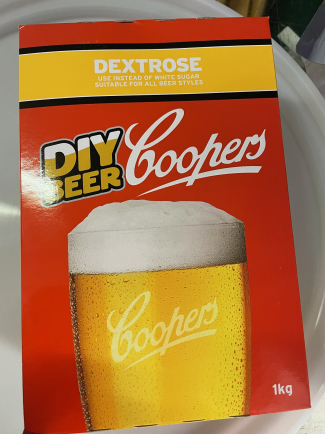 DEXTROSE
USE INSTEAD OF WHITE SUGAR
SUITABLE FOR ALL BEER STYLES
DIY
BEER
Coopers
Coopers
1kg